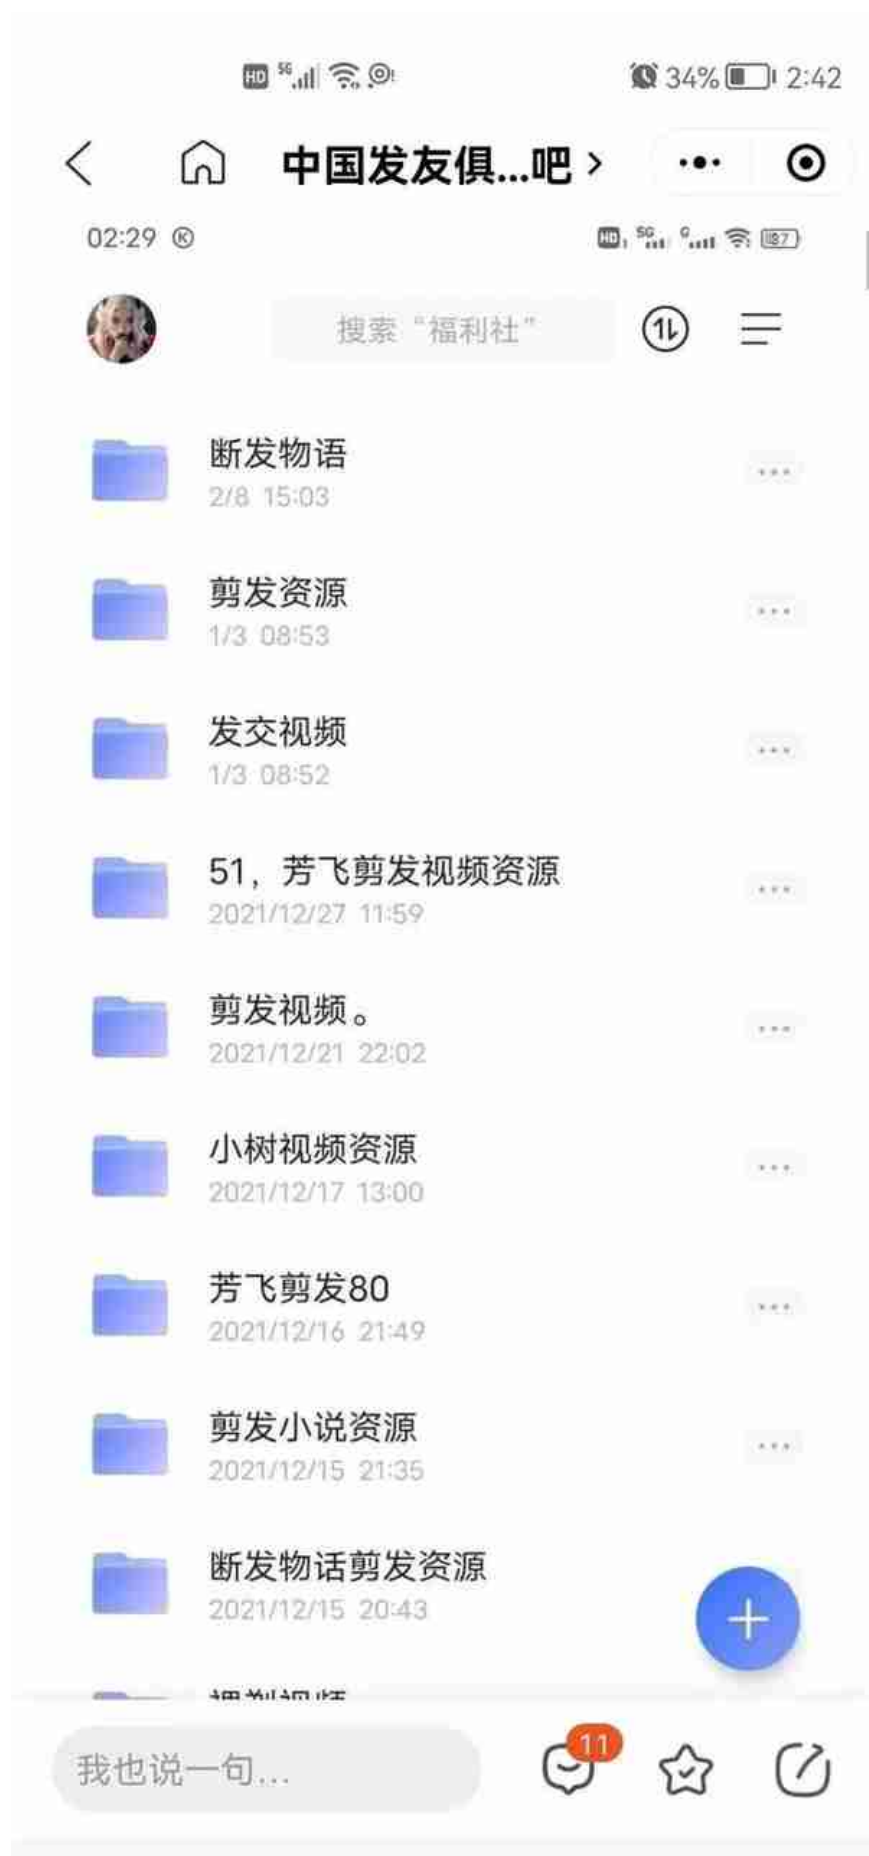 HD 5G 34% 2:42
中国发友俱...吧 >
02:29 HD 5G G 87
搜索“福利社”
断发物语
2/8 15:03
剪发资源
1/3 08:53
发交视频
1/3 08:52
51，芳飞剪发视频资源
2021/12/27 11:59
剪发视频。
2021/12/21 22:02
小树视频资源
2021/12/17 13:00
芳飞剪发80
2021/12/16 21:49
剪发小说资源
2021/12/15 21:35
断发物话剪发资源
2021/12/15 20:43
我也说一句...
11